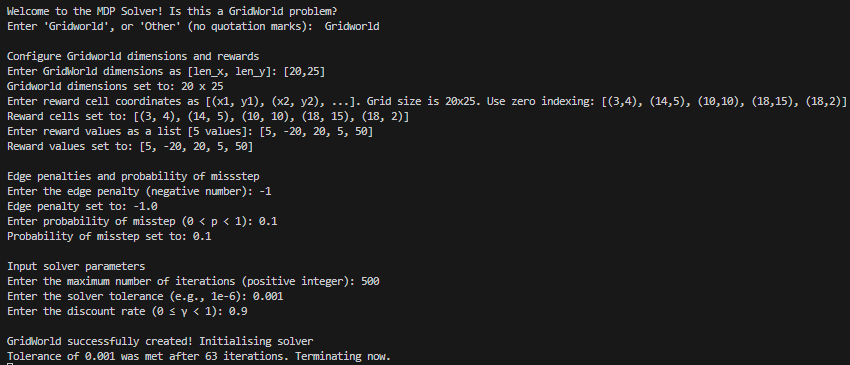 Welcome to the MDP Solver! Is this a GridWorld problem?
Enter 'Gridworld', or 'Other' (no quotation marks):  Gridworld
Configure Gridworld dimensions and rewards
Enter GridWorld dimensions as [len_x, len_y]: [20,25]
Gridworld dimensions set to: 20 x 25
Enter reward cell coordinates as [(x1, y1), (x2, y2), ...]. Grid size is 20x25. Use zero indexing: [(3,4), (14,5), (10,10), (18,15), (18,2)]
Reward cells set to: [(3, 4), (14, 5), (10, 10), (18, 15), (18, 2)]
Enter reward values as a list [5 values]: [5, -20, 20, 5, 50]
Reward values set to: [5, -20, 20, 5, 50]
Edge penalties and probability of missstep
Enter the edge penalty (negative number): -1
Edge penalty set to: -1.0
Enter probability of misstep (0 < p < 1): 0.1
Probability of misstep set to: 0.1
Input solver parameters
Enter the maximum number of iterations (positive integer): 500
Enter the solver tolerance (e.g., 1e-6): 0.001
Enter the discount rate (0 ≤ γ < 1): 0.9
GridWorld successfully created! Initialising solver
Tolerance of 0.001 was met after 63 iterations. Terminating now.